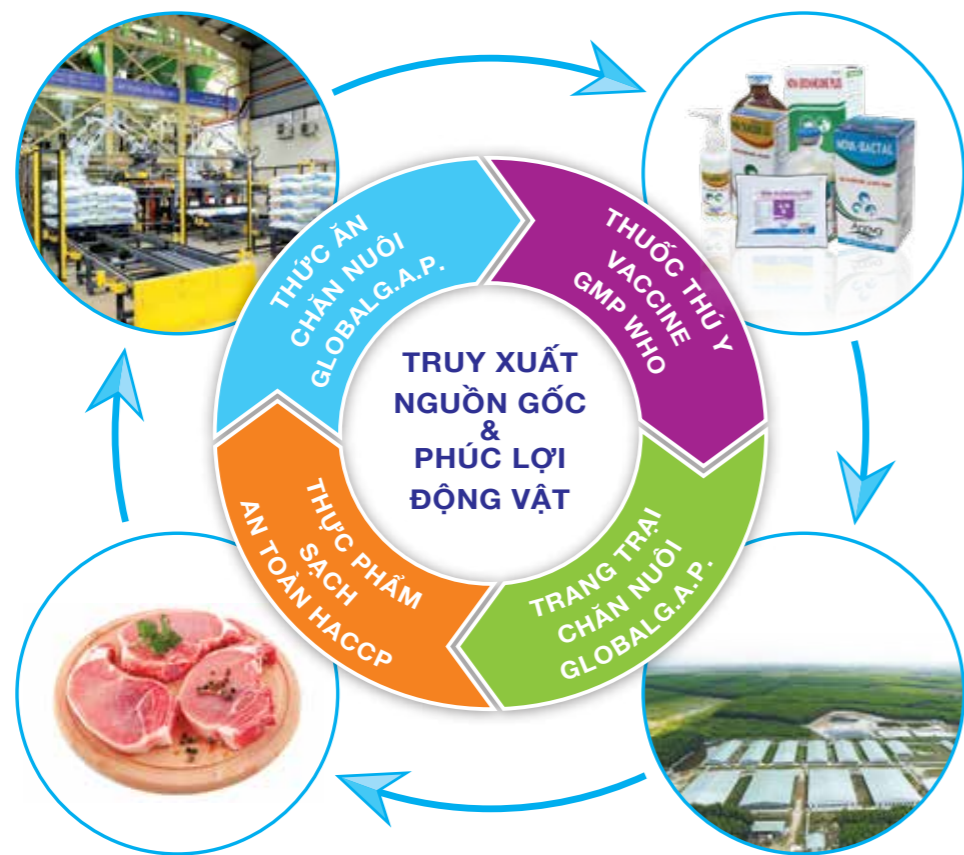 THỨC ĂN
CHĂN NUÔI
GLOBALG.A.P.
THUỐC THÚ Y
VACCINE
GMP WHO
TRUY XUẤT
NGUỒN GỐC
&
PHÚC LỢI
ĐỘNG VẬT
THỰC PHẨM
SẠCH
AN TOÀN HACCP
TRANG TRẠI
CHĂN NUÔI
GLOBALG.A.P.
NOVA-BACTAL